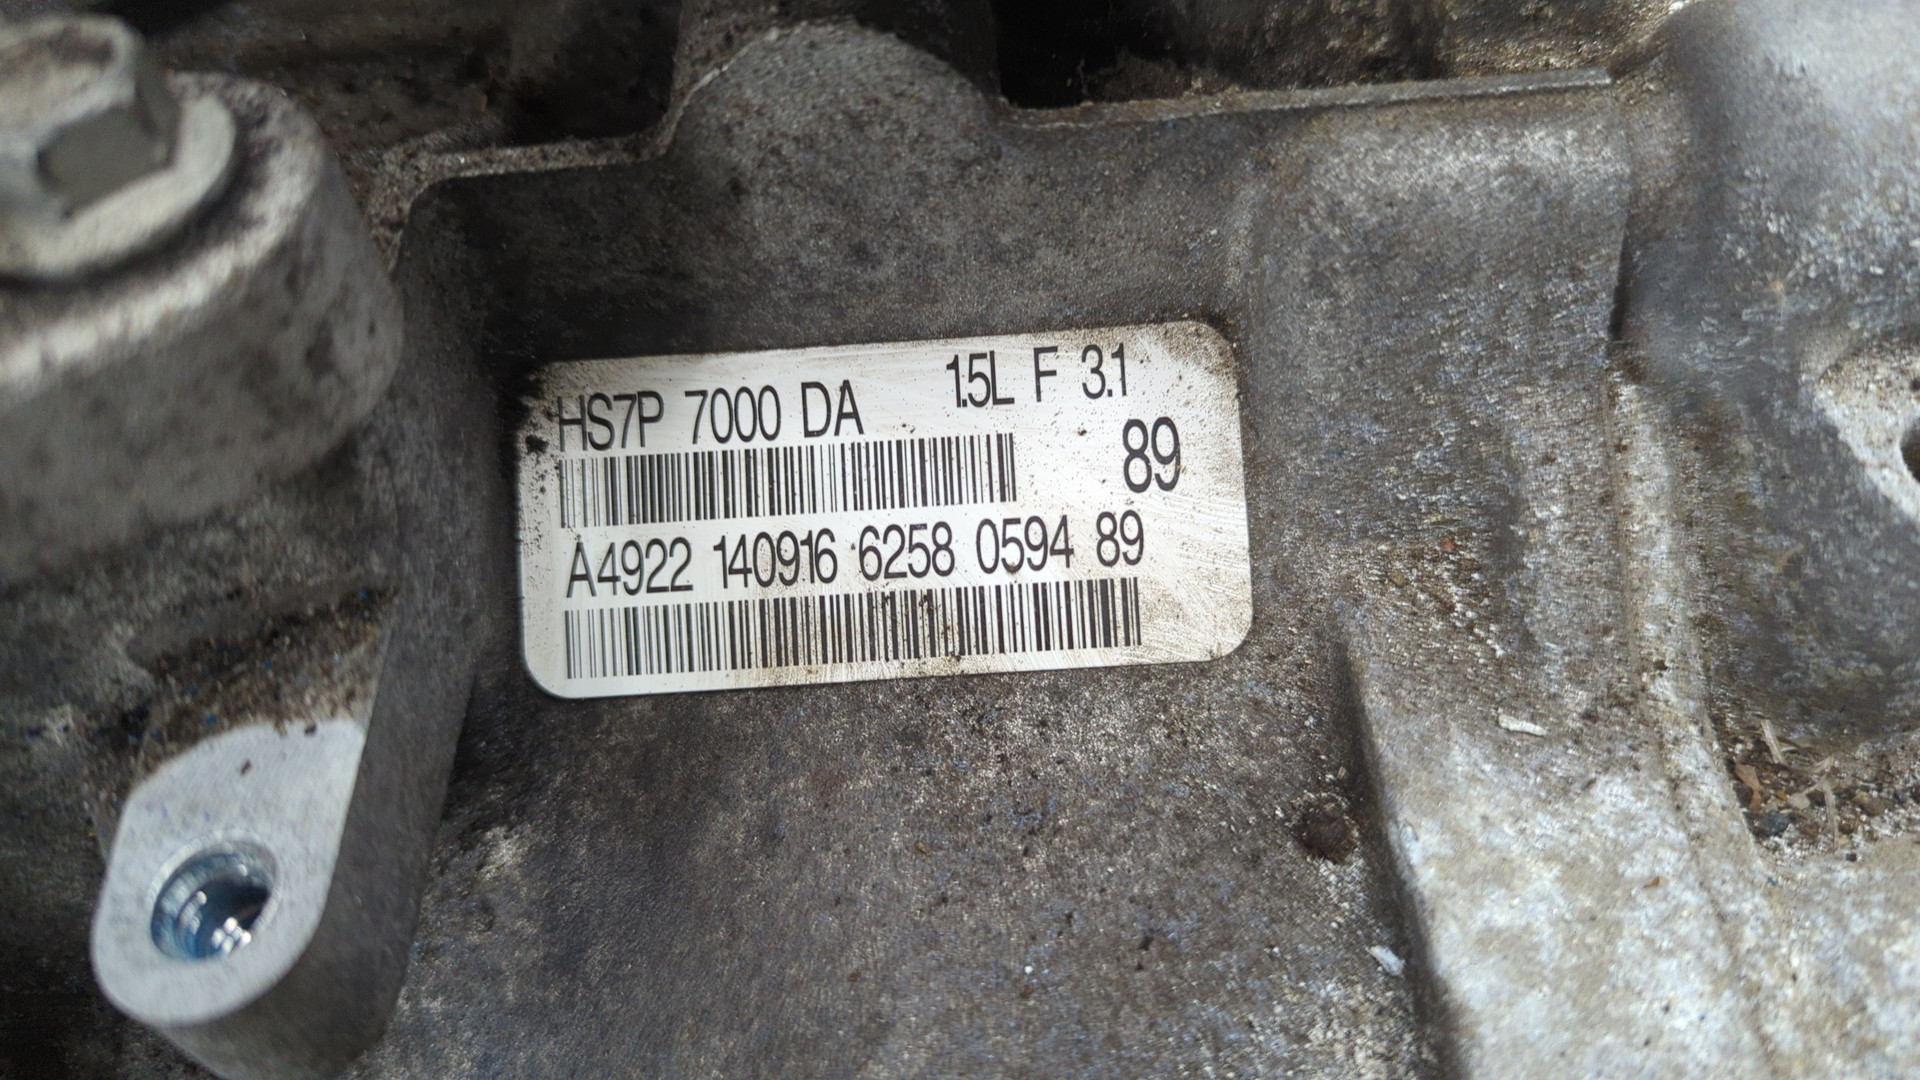 HS7P 7000 DA 1.5L F 3.1
89
A4922 140916 6258 0594 89